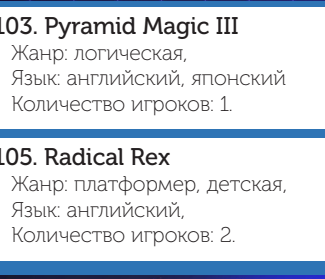 103. Pyramid Magic III
Жанр: логическая,
Язык: английский, японский
Количество игроков: 1.
105. Radical Rex
Жанр: платформер, детская,
Язык: английский,
Количество игроков: 2.